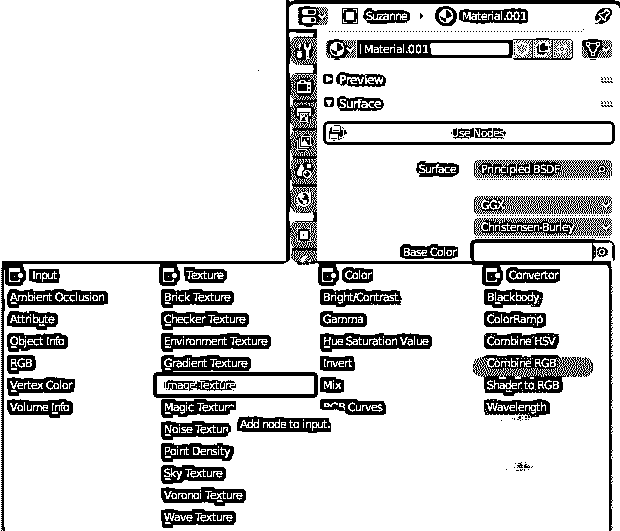 Suzanne › Material.001
Material.001
Preview
Surface
Use Nodes
Surface Principled BSDF
GGX
Christensen-Burley
Base Color
Input
Ambient Occlusion
Attribute
Object Info
RGB
Vertex Color
Volume Info
Texture
Brick Texture
Checker Texture
Environment Texture
Gradient Texture
Image Texture
Magic Texture
Noise Textur
Point Density
Sky Texture
Voronoi Texture
Wave Texture
Add node to input.
Color
Bright/Contrast
Gamma
Hue Saturation Value
Invert
Mix
RGB Curves
Convertor
Blackbody
ColorRamp
Combine HSV
Combine RGB
Shader to RGB
Wavelength